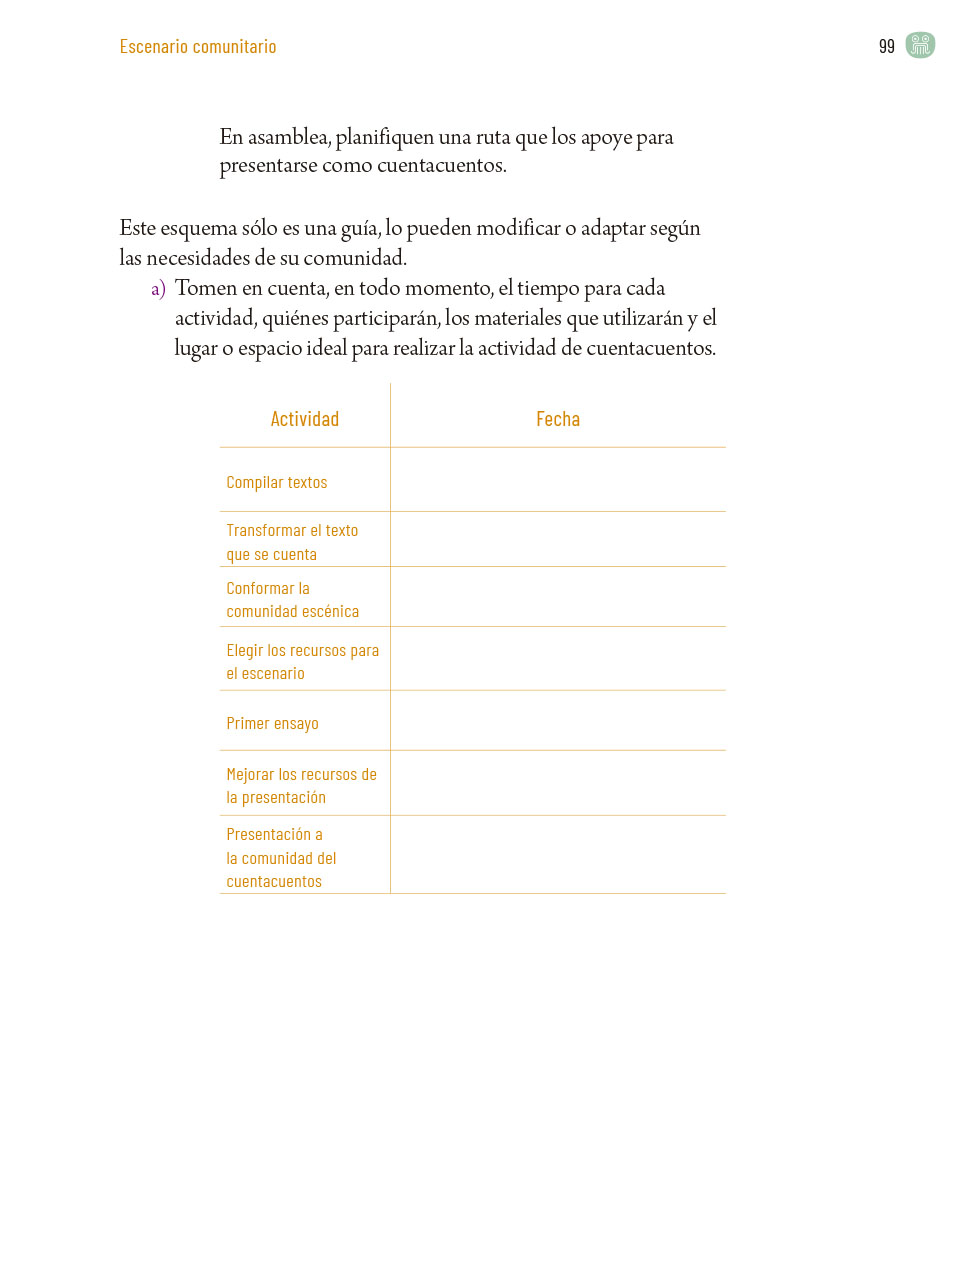 Escenario comunitario
99
En asamblea, planifiquen una ruta que los apoye para
presentarse como cuentacuentos.
Este esquema sólo es una guía, lo pueden modificar o adaptar según
las necesidades de su comunidad.
a) Tomen en cuenta, en todo momento, el tiempo para cada
actividad, quiénes participarán, los materiales que utilizarán y el
lugar o espacio ideal para realizar la actividad de cuentacuentos.
Actividad
Fecha
Compilar textos
Transformar el texto
que se cuenta
Conformar la
comunidad escénica
Elegir los recursos para
el escenario
Primer ensayo
Mejorar los recursos de
la presentación
Presentación a
la comunidad del
cuentacuentos